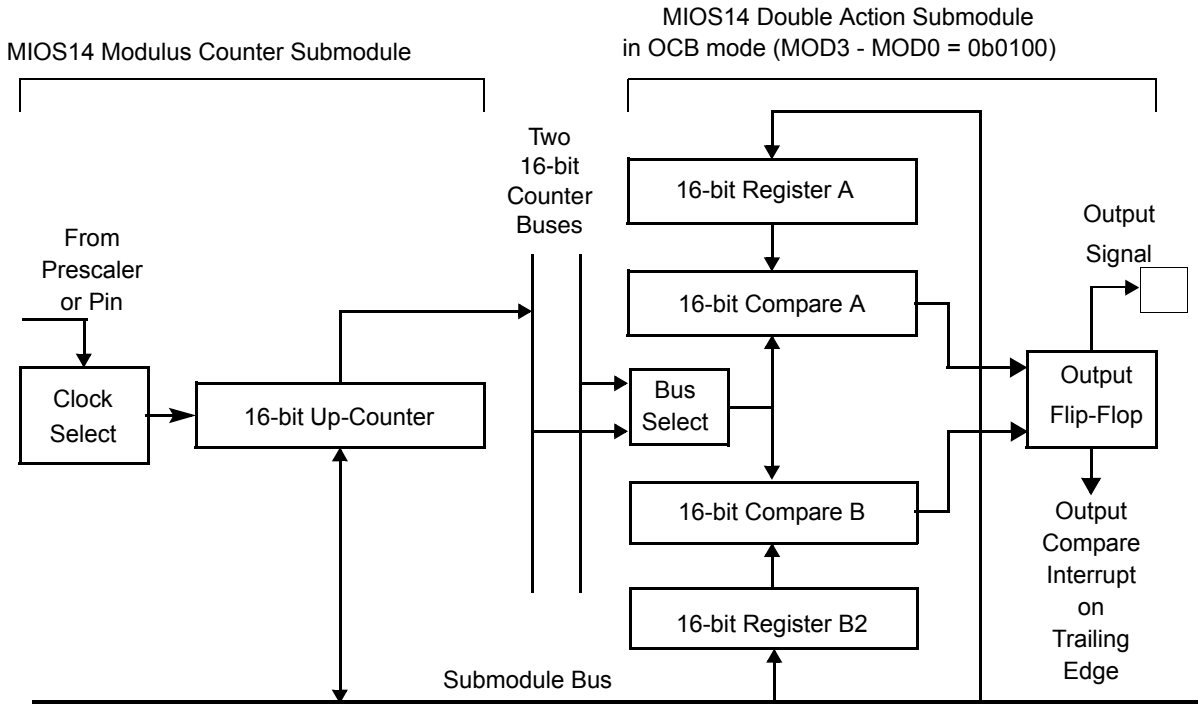 MIOS14 Modulus Counter Submodule
MIOS14 Double Action Submodule
in OCB mode (MOD3 - MOD0 = 0b0100)
Two
16-bit
Counter
Buses
From
Prescaler
or Pin
Clock
Select
16-bit Up-Counter
16-bit Register A
16-bit Compare A
Bus
Select
16-bit Compare B
16-bit Register B2
Output
Signal
Output
Flip-Flop
Output
Compare
Interrupt
on
Trailing
Edge
Submodule Bus